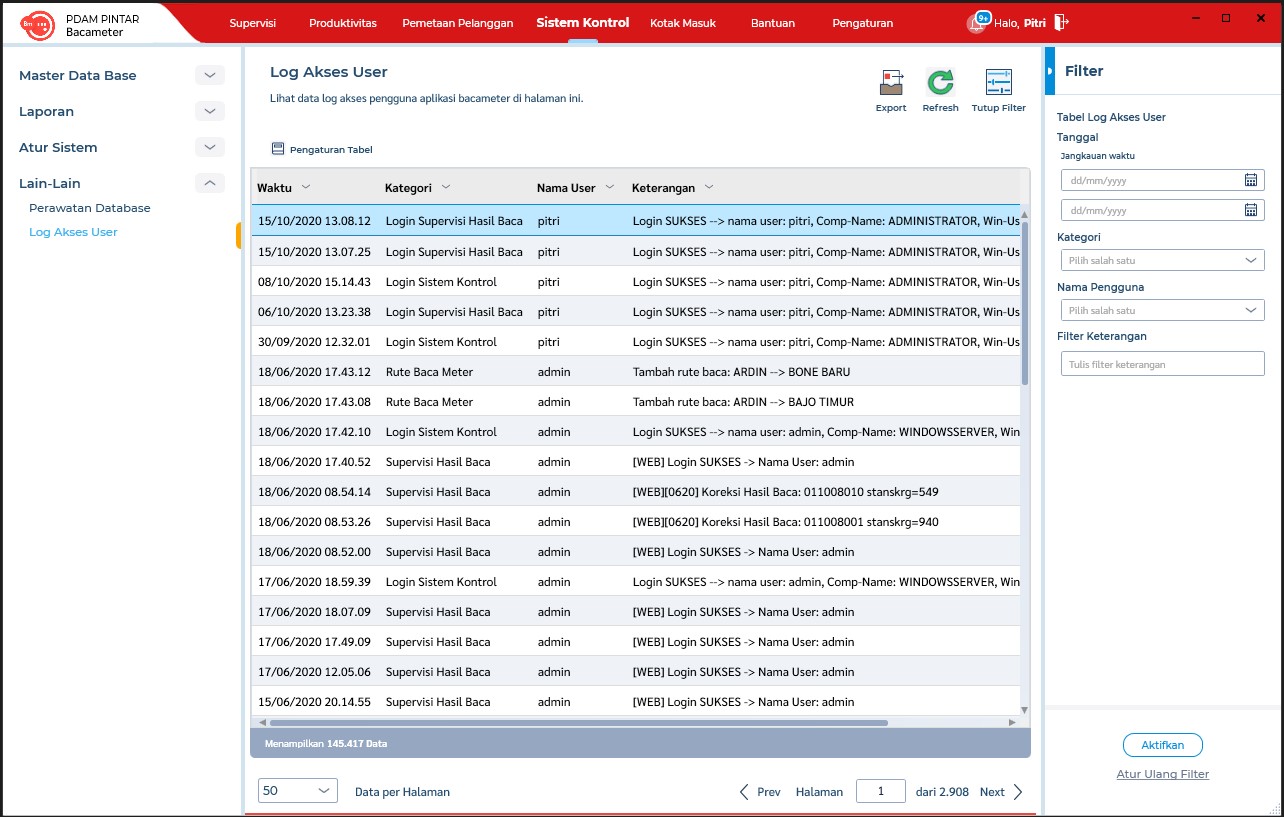 PDAM PINTAR
Bacameter
Supervisi Produktivitas Pemetaan Pelanggan Sistem Kontrol Kotak Masuk Bantuan Pengaturan 9+ Halo, Pitri
Master Data Base
Laporan
Atur Sistem
Lain-Lain
Perawatan Database
Log Akses User
Log Akses User
Lihat data log akses pengguna aplikasi bacameter di halaman ini.
Export Refresh Tutup Filter
Pengaturan Tabel
Waktu Kategori Nama User Keterangan
15/10/2020 13.08.12 Login Supervisi Hasil Baca pitri Login SUKSES --> nama user: pitri, Comp-Name: ADMINISTRATOR, Win-Us
15/10/2020 13.07.25 Login Supervisi Hasil Baca pitri Login SUKSES --> nama user: pitri, Comp-Name: ADMINISTRATOR, Win-Us
08/10/2020 15.14.43 Login Sistem Kontrol pitri Login SUKSES --> nama user: pitri, Comp-Name: ADMINISTRATOR, Win-Us
06/10/2020 13.23.38 Login Supervisi Hasil Baca pitri Login SUKSES --> nama user: pitri, Comp-Name: ADMINISTRATOR, Win-Us
30/09/2020 12.32.01 Login Sistem Kontrol pitri Login SUKSES --> nama user: pitri, Comp-Name: ADMINISTRATOR, Win-Us
18/06/2020 17.43.12 Rute Baca Meter admin Tambah rute baca: ARDIN --> BONE BARU
18/06/2020 17.43.08 Rute Baca Meter admin Tambah rute baca: ARDIN --> BAJO TIMUR
18/06/2020 17.42.10 Login Sistem Kontrol admin Login SUKSES --> nama user: admin, Comp-Name: WINDOWSSERVER, Win
18/06/2020 17.40.52 Supervisi Hasil Baca admin [WEB] Login SUKSES -> Nama User: admin
18/06/2020 08.54.14 Supervisi Hasil Baca admin [WEB][0620] Koreksi Hasil Baca: 011008010 stanskrg=549
18/06/2020 08.53.26 Supervisi Hasil Baca admin [WEB][0620] Koreksi Hasil Baca: 011008001 stanskrg=940
18/06/2020 08.52.00 Supervisi Hasil Baca admin [WEB] Login SUKSES -> Nama User: admin
17/06/2020 18.59.39 Login Sistem Kontrol admin Login SUKSES --> nama user: admin, Comp-Name: WINDOWSSERVER, Win
17/06/2020 18.07.09 Supervisi Hasil Baca admin [WEB] Login SUKSES -> Nama User: admin
17/06/2020 17.49.09 Supervisi Hasil Baca admin [WEB] Login SUKSES -> Nama User: admin
17/06/2020 12.05.06 Supervisi Hasil Baca admin [WEB] Login SUKSES -> Nama User: admin
15/06/2020 20.14.55 Supervisi Hasil Baca admin [WEB] Login SUKSES -> Nama User: admin
Menampilkan 145.417 Data
50 Data per Halaman Prev Halaman 1 dari 2.908 Next
Filter
Tabel Log Akses User
Tanggal
Jangkauan waktu
dd/mm/yyyy
dd/mm/yyyy
Kategori
Pilih salah satu
Nama Pengguna
Pilih salah satu
Filter Keterangan
Tulis filter keterangan
Aktifkan
Atur Ulang Filter